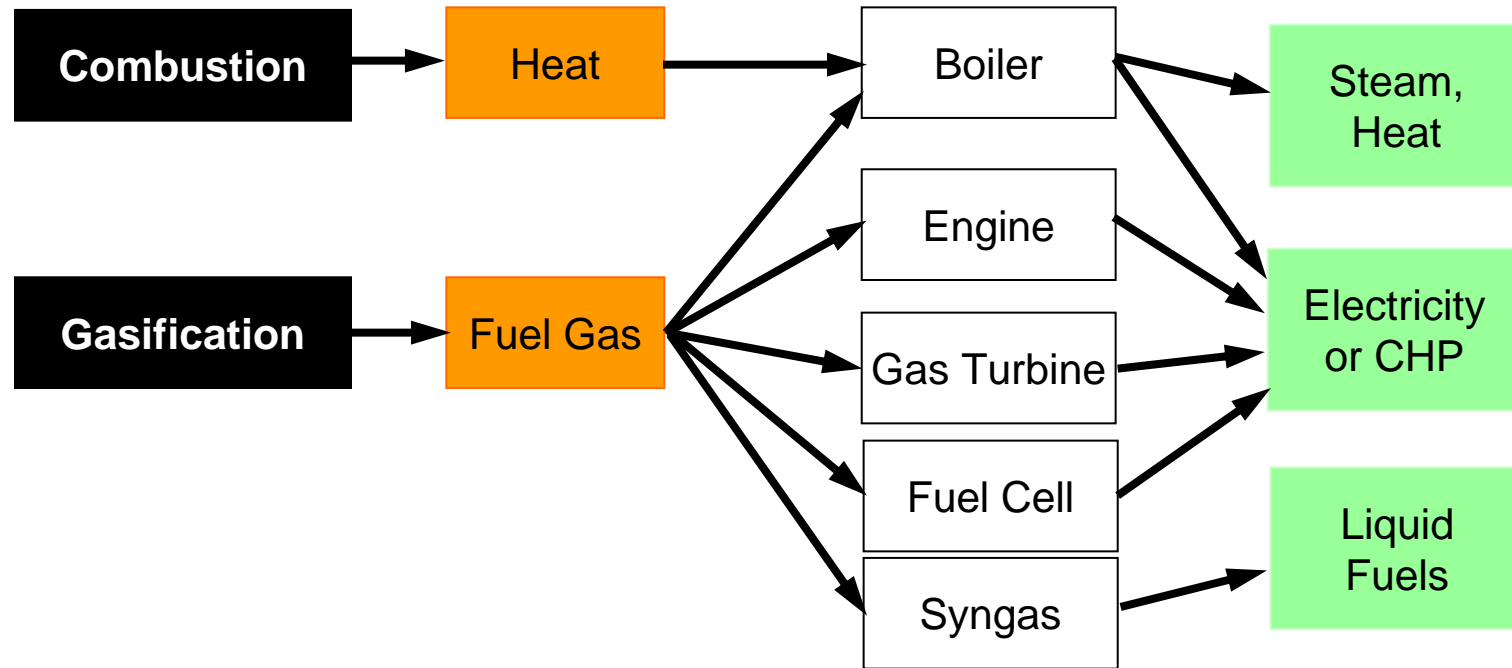 Combustion
Heat
Boiler
Steam,
Heat
Engine
Gasification
Fuel Gas
Gas Turbine
Electricity
or CHP
Fuel Cell
Syngas
Liquid
Fuels